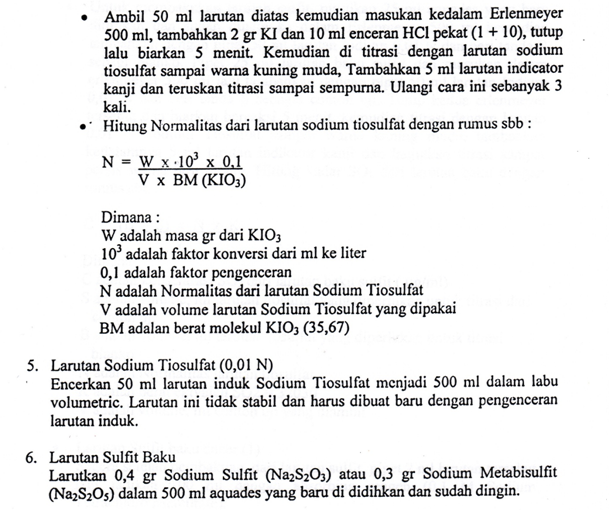 • Ambil 50 ml larutan diatas kemudian masukan kedalam Erlenmeyer
500 ml, tambahkan 2 gr KI dan 10 ml enceran HCl pekat (1 + 10), tutup
lalu biarkan 5 menit. Kemudian di titrasi dengan larutan sodium
tiosulfat sampai warna kuning muda, Tambahkan 5 ml larutan indicator
kanji dan teruskan titrasi sampai sempurna. Ulangi cara ini sebanyak 3
kali.
• Hitung Normalitas dari larutan sodium tiosulfat dengan rumus sbb :
N = W x 10³ x 0,1
V x BM (KIO₃)
Dimana :
W adalah masa gr dari KIO₃
10³ adalah faktor konversi dari ml ke liter
0,1 adalah faktor pengenceran
N adalah Normalitas dari larutan Sodium Tiosulfat
V adalah volume larutan Sodium Tiosulfat yang dipakai
BM adalan berat molekul KIO₃ (35,67)
5. Larutan Sodium Tiosulfat (0,01 N)
Encerkan 50 ml larutan induk Sodium Tiosulfat menjadi 500 ml dalam labu
volumetric. Larutan ini tidak stabil dan harus dibuat baru dengan pengenceran
larutan induk.
6. Larutan Sulfit Baku
Larutkan 0,4 gr Sodium Sulfit (Na₂S₂O₃) atau 0,3 gr Sodium Metabisulfit
(Na₂S₂O₅) dalam 500 ml aquades yang baru di didihkan dan sudah dingin.